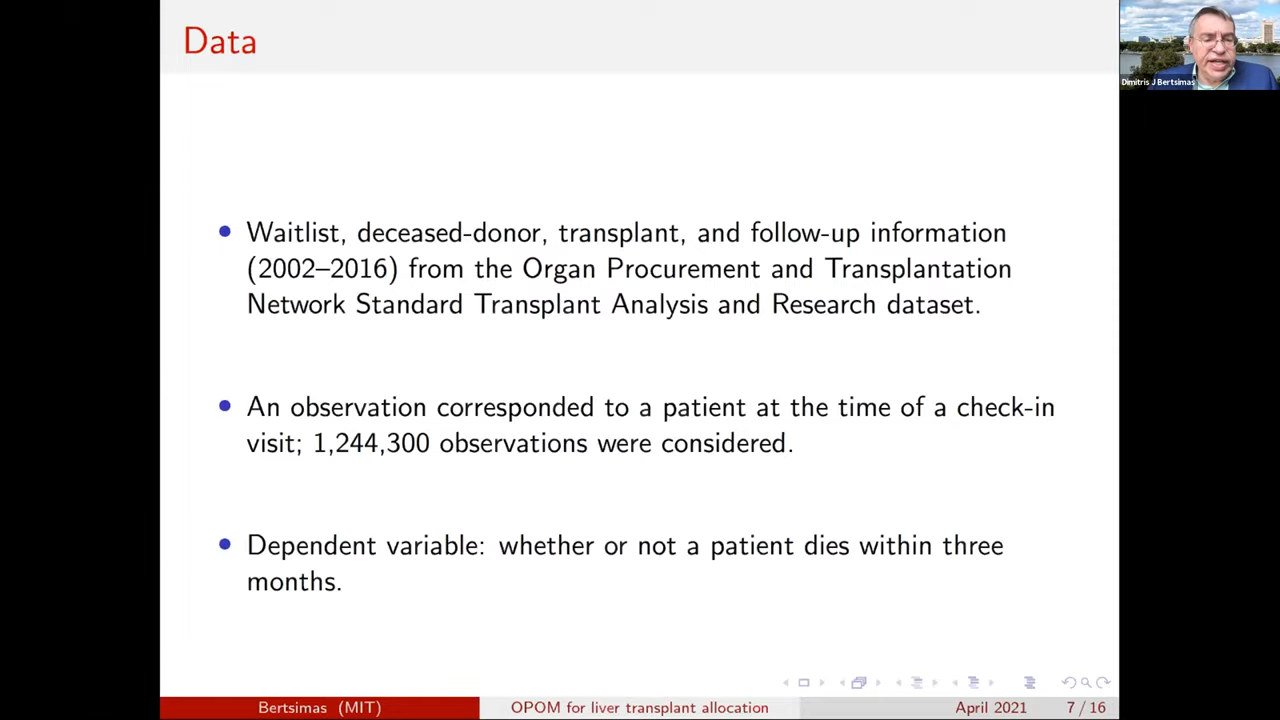 Data
Dimitris J Bertsimas
• Waitlist, deceased-donor, transplant, and follow-up information
(2002–2016) from the Organ Procurement and Transplantation
Network Standard Transplant Analysis and Research dataset.
• An observation corresponded to a patient at the time of a check-in
visit; 1,244,300 observations were considered.
• Dependent variable: whether or not a patient dies within three
months.
Bertsimas (MIT) OPOM for liver transplant allocation April 2021 7 / 16